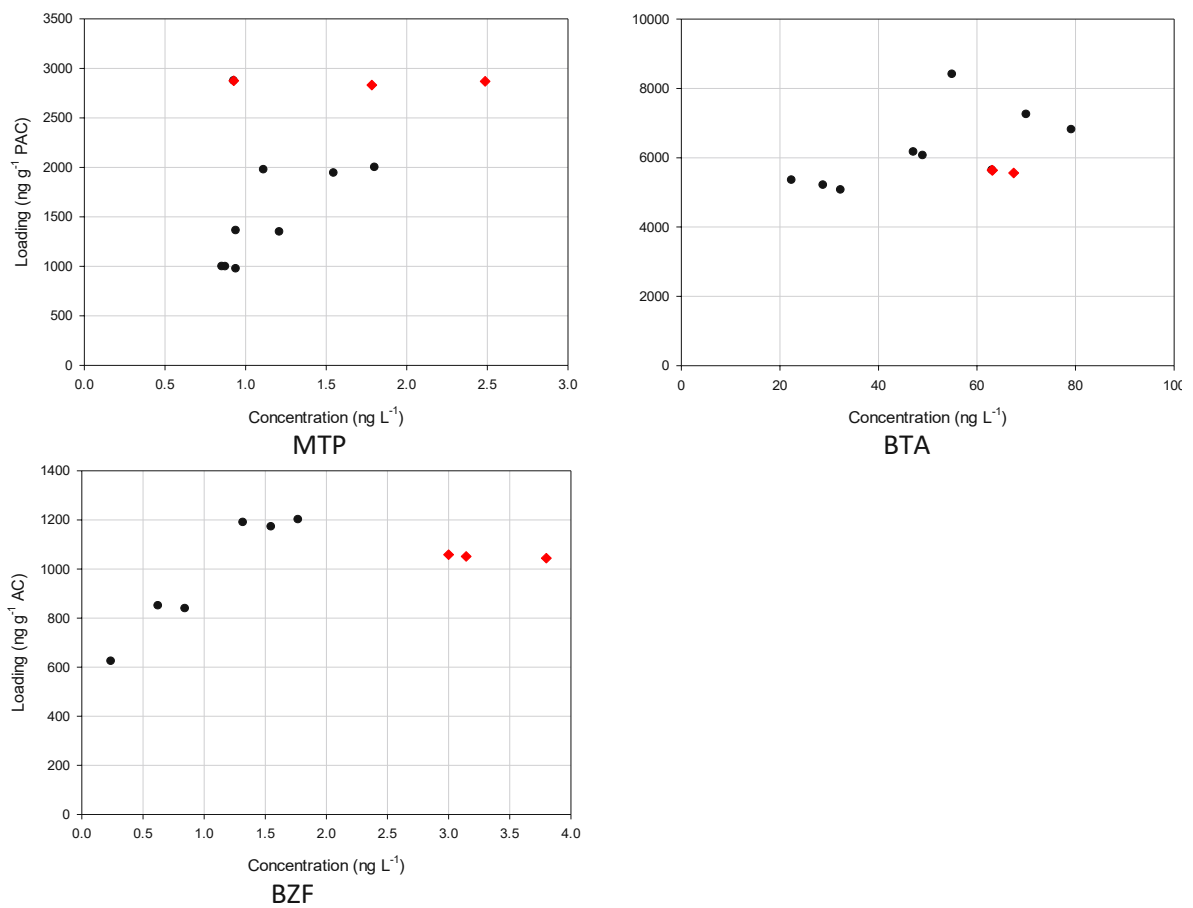 3500
3000
2500
2000
1500
1000
500
0
0.0 0.5 1.0 1.5 2.0 2.5 3.0
Loading (ng g⁻¹ PAC)
Concentration (ng L⁻¹)
MTP
10000
8000
6000
4000
2000
0
0 20 40 60 80 100
Concentration (ng L⁻¹)
BTA
1400
1200
1000
800
600
400
200
0
0.0 0.5 1.0 1.5 2.0 2.5 3.0 3.5 4.0
Loading (ng g⁻¹ AC)
Concentration (ng L⁻¹)
BZF